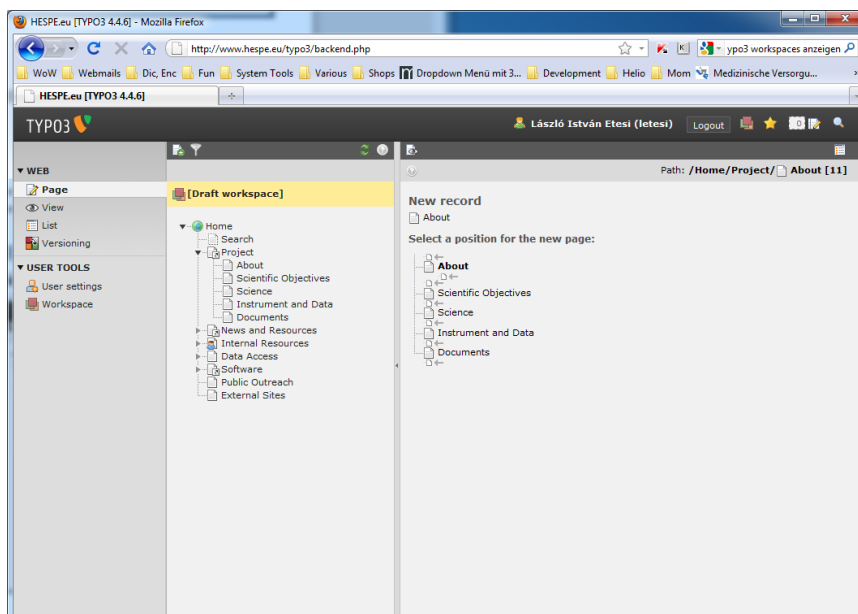 HESPE.eu [TYPO3 4.4.6] - Mozilla Firefox
http://www.hespe.eu/typo3/backend.php
ypo3 workspaces anzeigen
WoW Webmails Dic, Enc Fun System Tools Various Shops Dropdown Menü mit 3... Development Helio Mom Medizinische Versorgu... »
HESPE.eu [TYPO3 4.4.6]
TYPO3 László István Etesi (letesi) Logout 0
WEB
Page
View
List
Versioning
USER TOOLS
User settings
Workspace
[Draft workspace]
Home
Search
Project
About
Scientific Objectives
Science
Instrument and Data
Documents
News and Resources
Internal Resources
Data Access
Software
Public Outreach
External Sites
Path: /Home/Project/ About [11]
New record
About
Select a position for the new page:
About
Scientific Objectives
Science
Instrument and Data
Documents